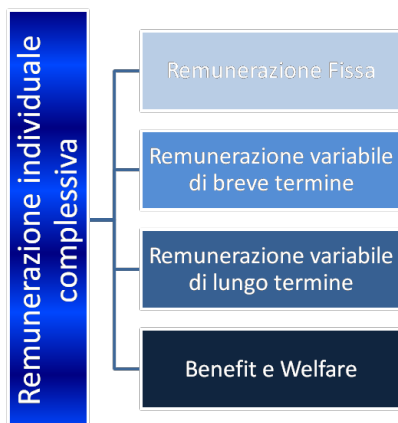 Remunerazione individuale
complessiva
Remunerazione Fissa
Remunerazione variabile
di breve termine
Remunerazione variabile
di lungo termine
Benefit e Welfare